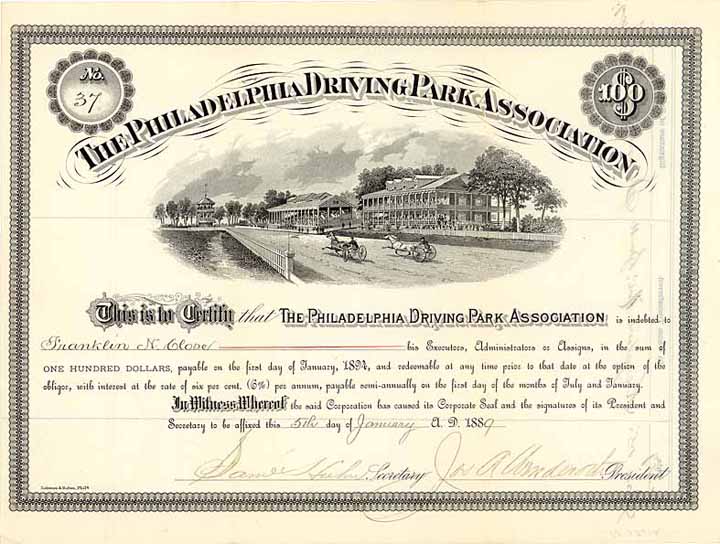 No.
37
$100
THE PHILADELPHIA DRIVING PARK ASSOCIATION
This is to Certify that THE PHILADELPHIA DRIVING PARK ASSOCIATION is indebted to
Franklin N. Close his Executors, Administrators or Assigns, in the sum of
ONE HUNDRED DOLLARS, payable on the first day of January, 1894, and redeemable at any time prior to that date at the option of the
obligor, with interest at the rate of six per cent. (6%) per annum, payable semi-annually on the first day of the months of July and January.
In Witness Whereof the said Corporation has caused its Corporate Seal and the signatures of its President and
Secretary to be affixed this 5th day of January A. D. 1889
Secretary Jos A. President